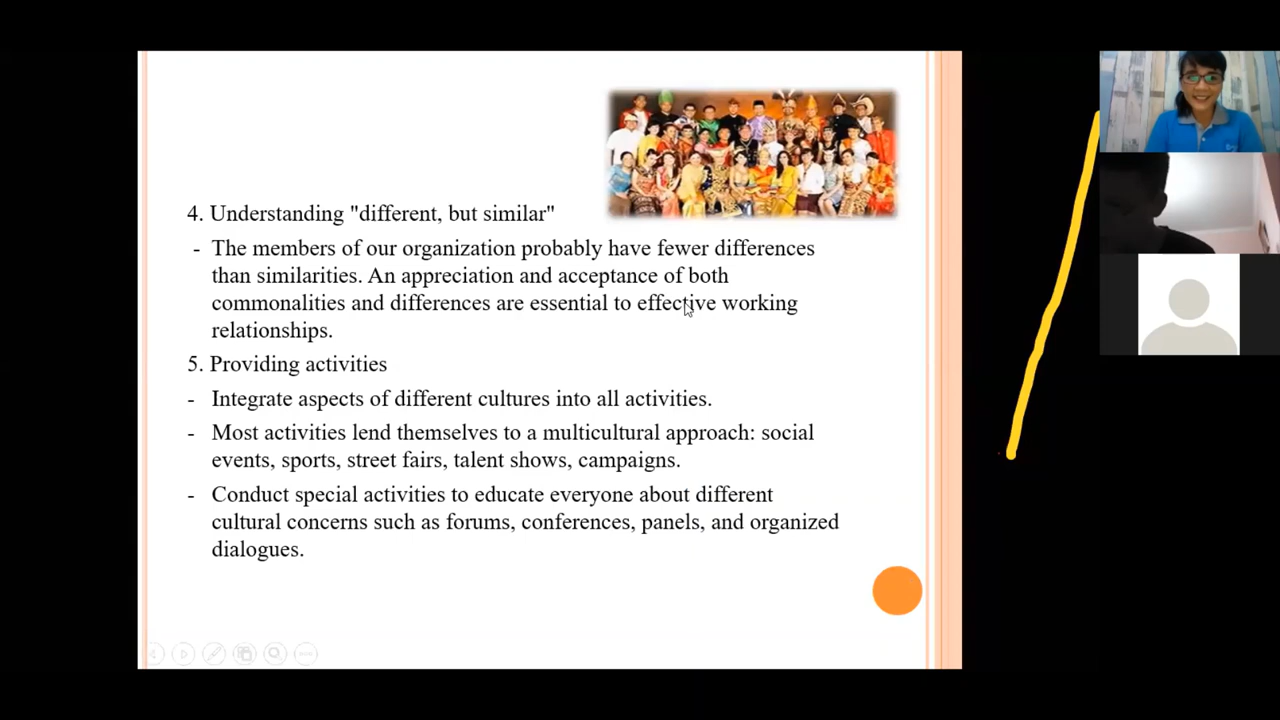 4. Understanding "different, but similar"
- The members of our organization probably have fewer differences
than similarities. An appreciation and acceptance of both
commonalities and differences are essential to effective working
relationships.
5. Providing activities
- Integrate aspects of different cultures into all activities.
- Most activities lend themselves to a multicultural approach: social
events, sports, street fairs, talent shows, campaigns.
- Conduct special activities to educate everyone about different
cultural concerns such as forums, conferences, panels, and organized
dialogues.